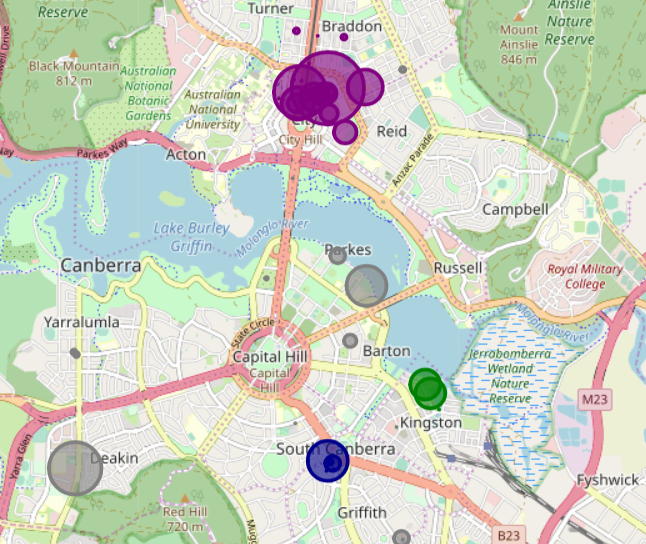 Reserve
Turner
Braddon
Ainslie
Nature
Reserve
Mount
Ainslie
846 m
Black Mountain
812 m
Australian
National
Botanic
Gardens
Australian
National
University
City
City Hill
Reid
Parkes Way
Acton
Anzac Parade
Campbell
Lake Burley
Griffin
Molonglo River
Parkes
Canberra
Russell
Royal Military
College
Molonglo River
Yarralumla
State Circle
Capital Hill
Capital
Hill
Barton
Jerrabomberra
Wetland
Nature
Reserve
M23
Kingston
Yarra Glen
Deakin
South Canberra
Fyshwick
Red Hill
720 m
Griffith
B23